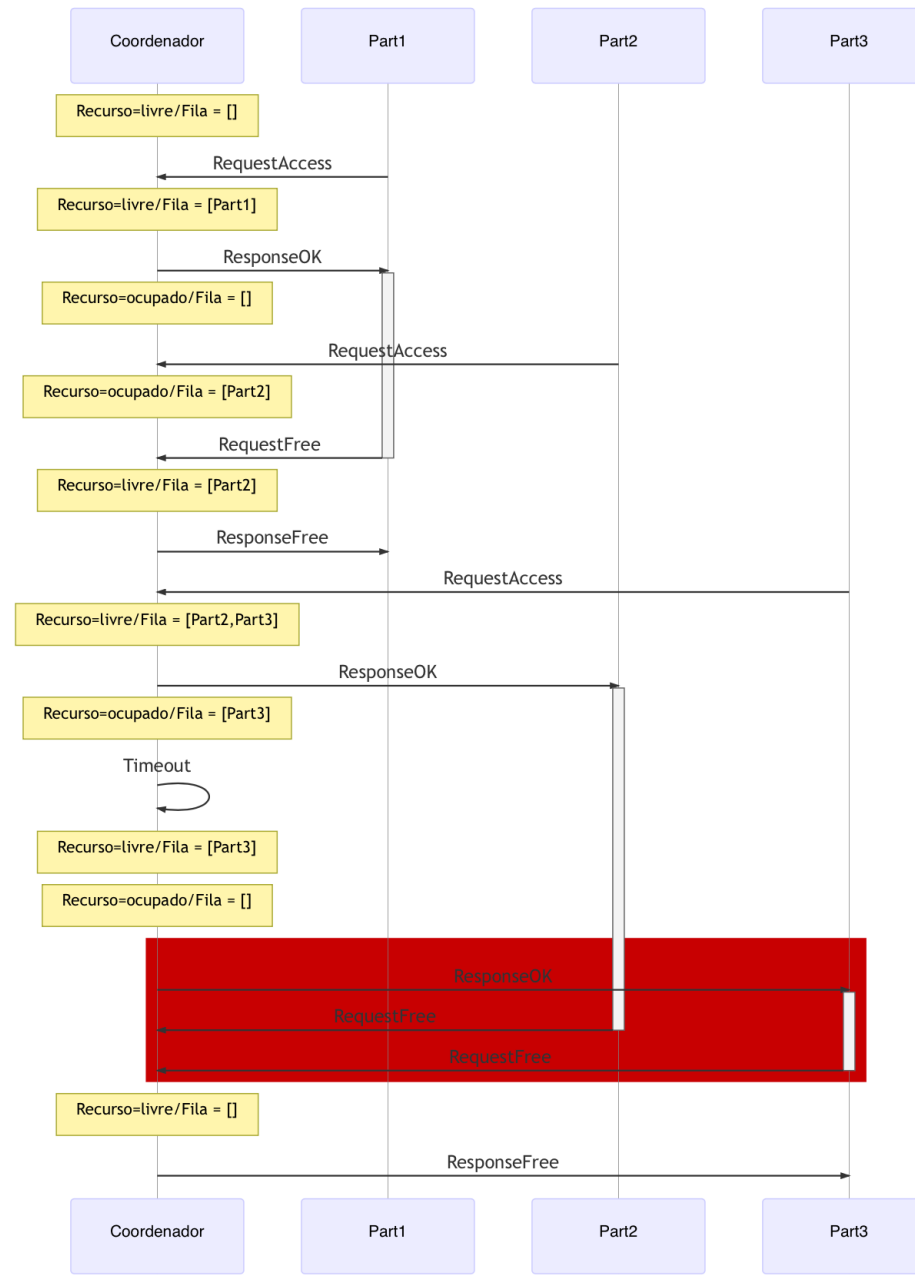 Coordenador Part1 Part2 Part3
Recurso=livre/Fila = []
RequestAccess
Recurso=livre/Fila = [Part1]
ResponseOK
Recurso=ocupado/Fila = []
RequestAccess
Recurso=ocupado/Fila = [Part2]
RequestFree
Recurso=livre/Fila = [Part2]
ResponseFree
RequestAccess
Recurso=livre/Fila = [Part2,Part3]
ResponseOK
Recurso=ocupado/Fila = [Part3]
Timeout
Recurso=livre/Fila = [Part3]
Recurso=ocupado/Fila = []
ResponseOK
RequestFree
RequestFree
Recurso=livre/Fila = []
ResponseFree
Coordenador Part1 Part2 Part3